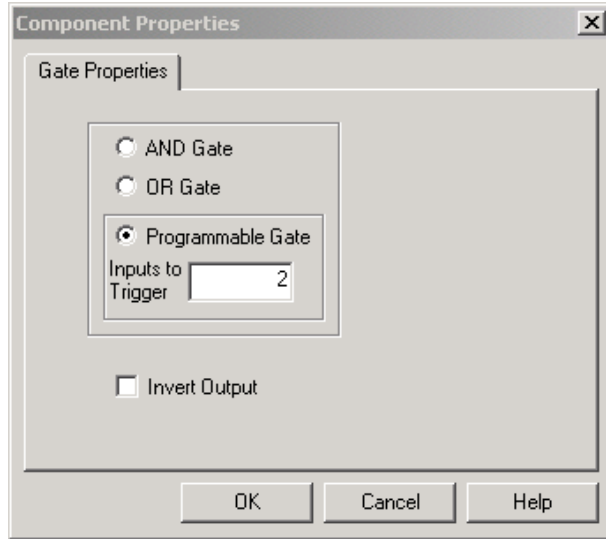 Component Properties
Gate Properties
AND Gate
OR Gate
Programmable Gate
Inputs to
Trigger
2
Invert Output
OK
Cancel
Help